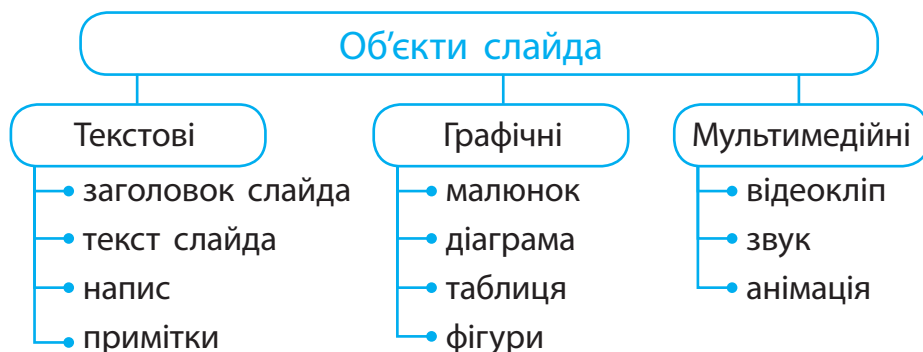 Об’єкти слайда
Текстові
заголовок слайда
текст слайда
напис
примітки
Графічні
малюнок
діаграма
таблиця
фігури
Мультимедійні
відеокліп
звук
анімація